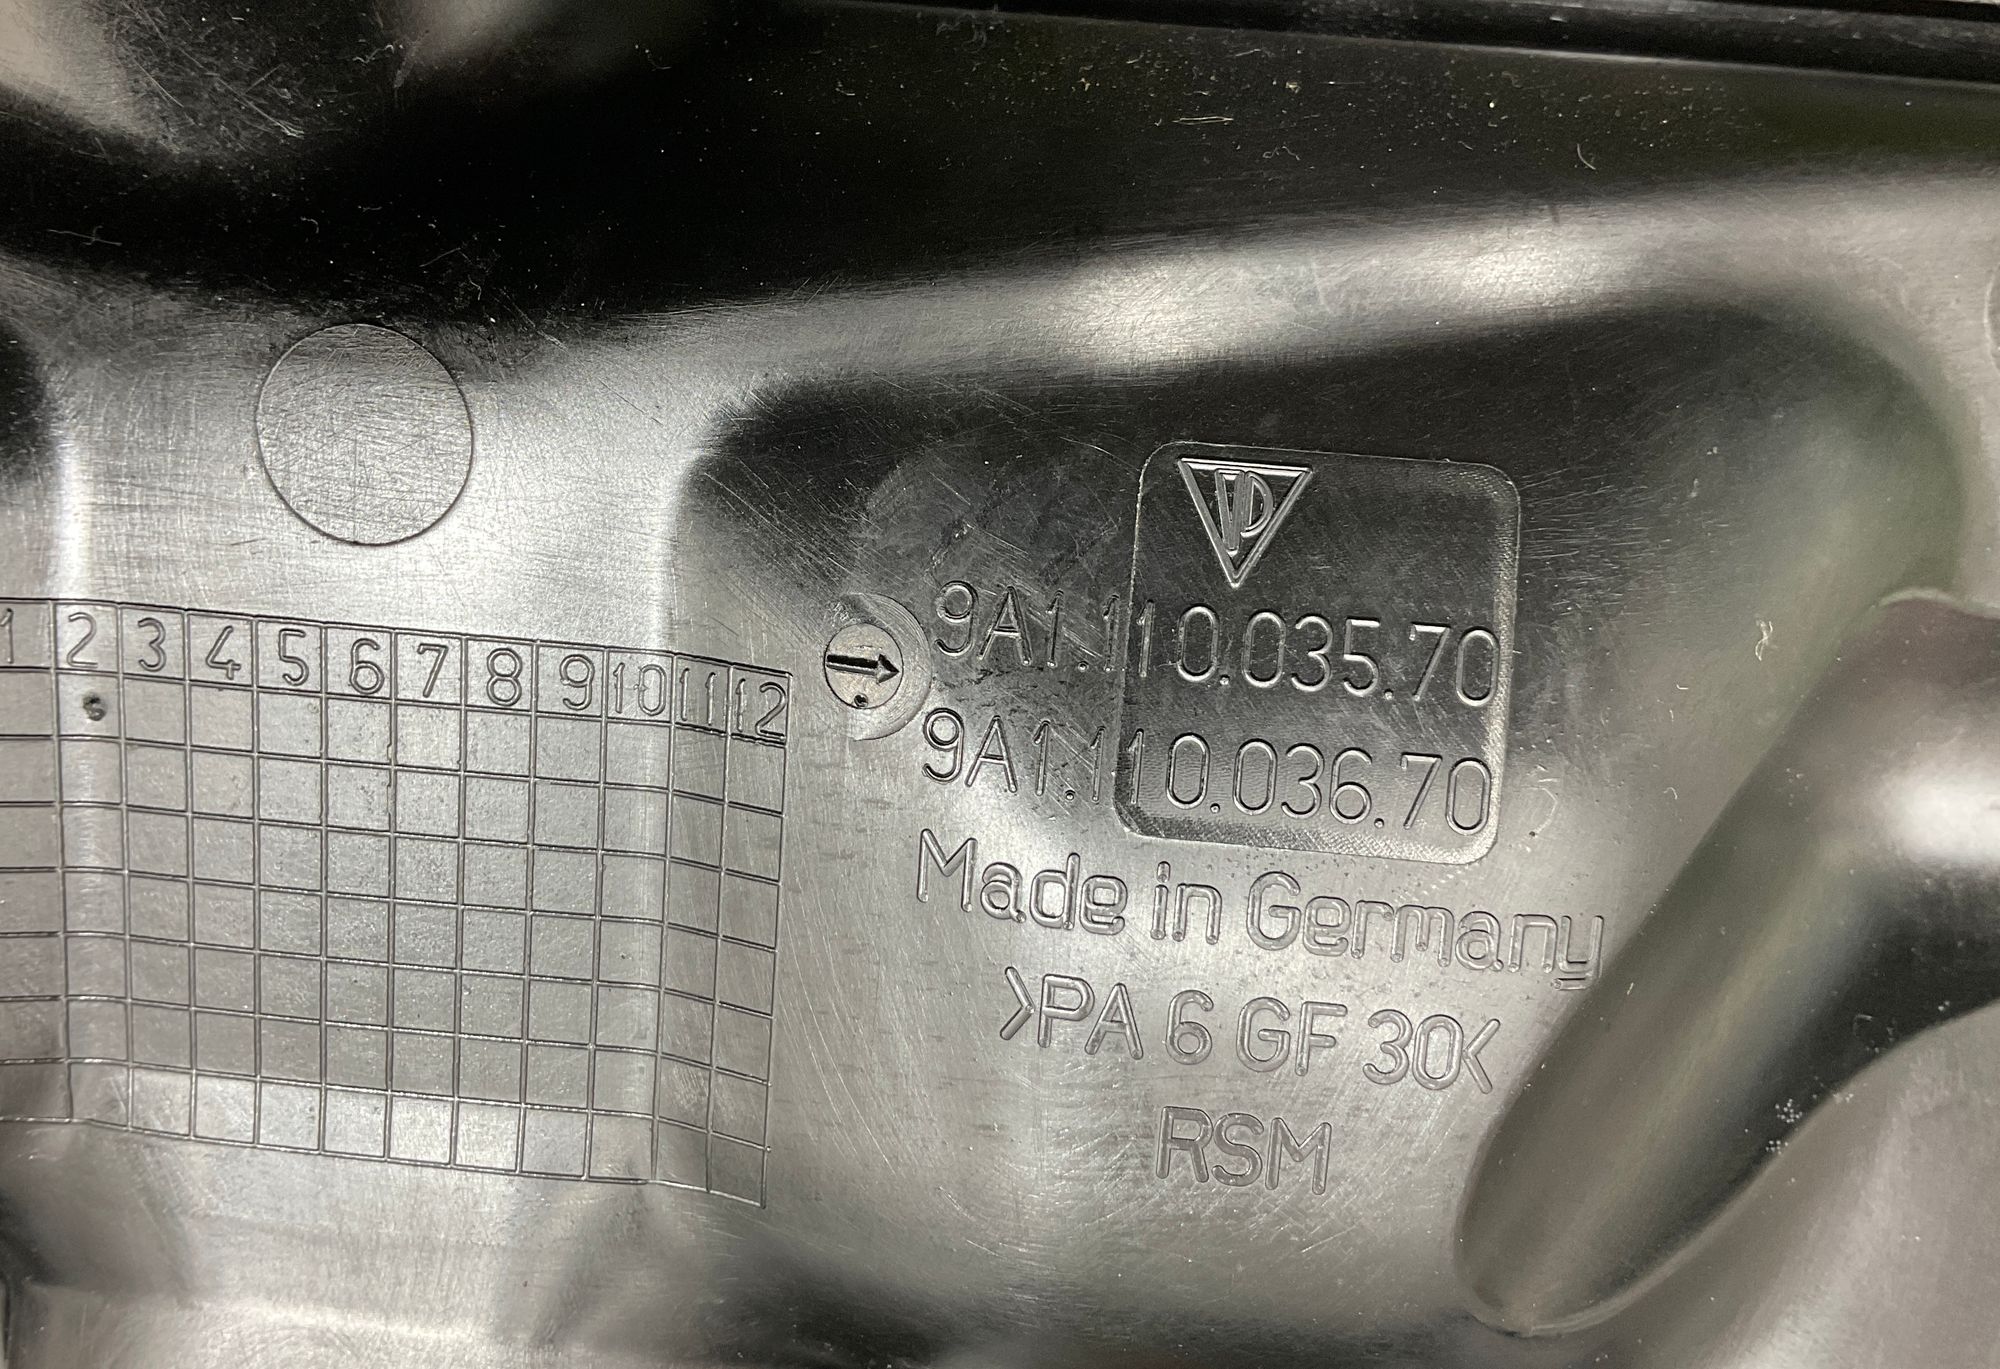 1 2 3 4 5 6 7 8 9 10 11 12
VP
9A1.110.035.70
9A1.110.036.70
Made in Germany
>PA 6 GF 30<
RSM